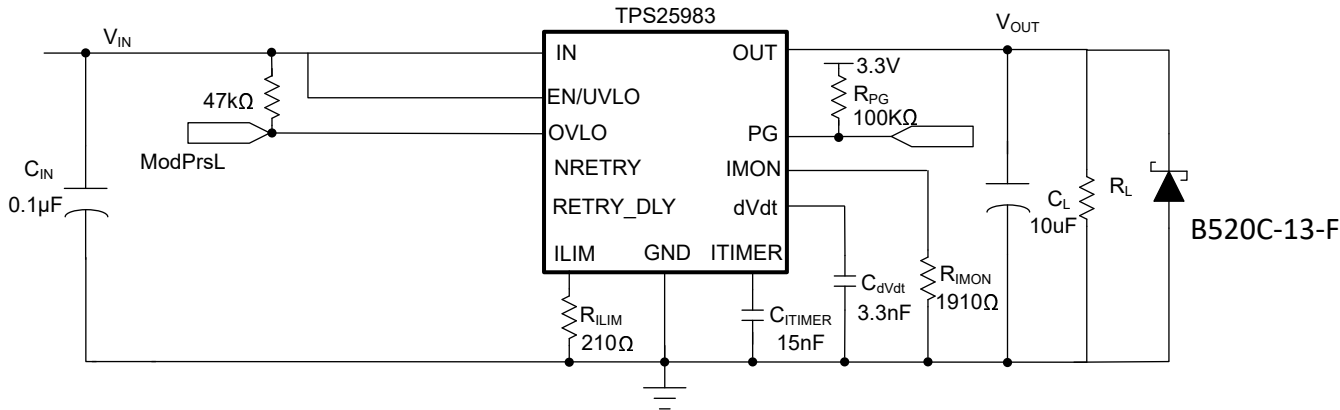 TPS25983
V_IN
V_OUT
IN
OUT
3.3V
47kΩ
EN/UVLO
R_PG
100KΩ
OVLO
PG
ModPrsL
C_IN
0.1µF
NRETRY
IMON
RETRY_DLY
dVdt
C_L
10uF
R_L
B520C-13-F
ILIM
GND
ITIMER
R_ILIM
210Ω
C_ITIMER
15nF
C_dVdt
3.3nF
R_IMON
1910Ω